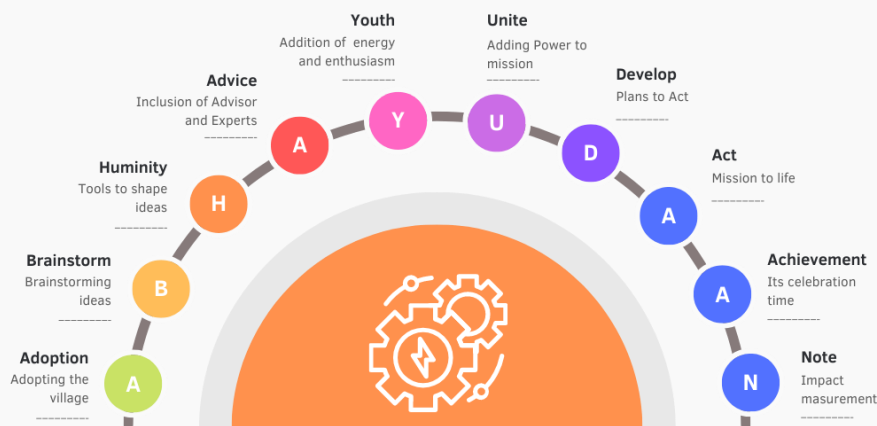 Adoption
Adopting the
village
A
Brainstorm
Brainstorming
ideas
B
Huminity
Tools to shape
ideas
H
Advice
Inclusion of Advisor
and Experts
A
Youth
Addition of energy
and enthusiasm
Y
Unite
Adding Power to
mission
U
Develop
Plans to Act
D
Act
Mission to life
A
Achievement
Its celebration
time
A
Note
Impact
masurement
N